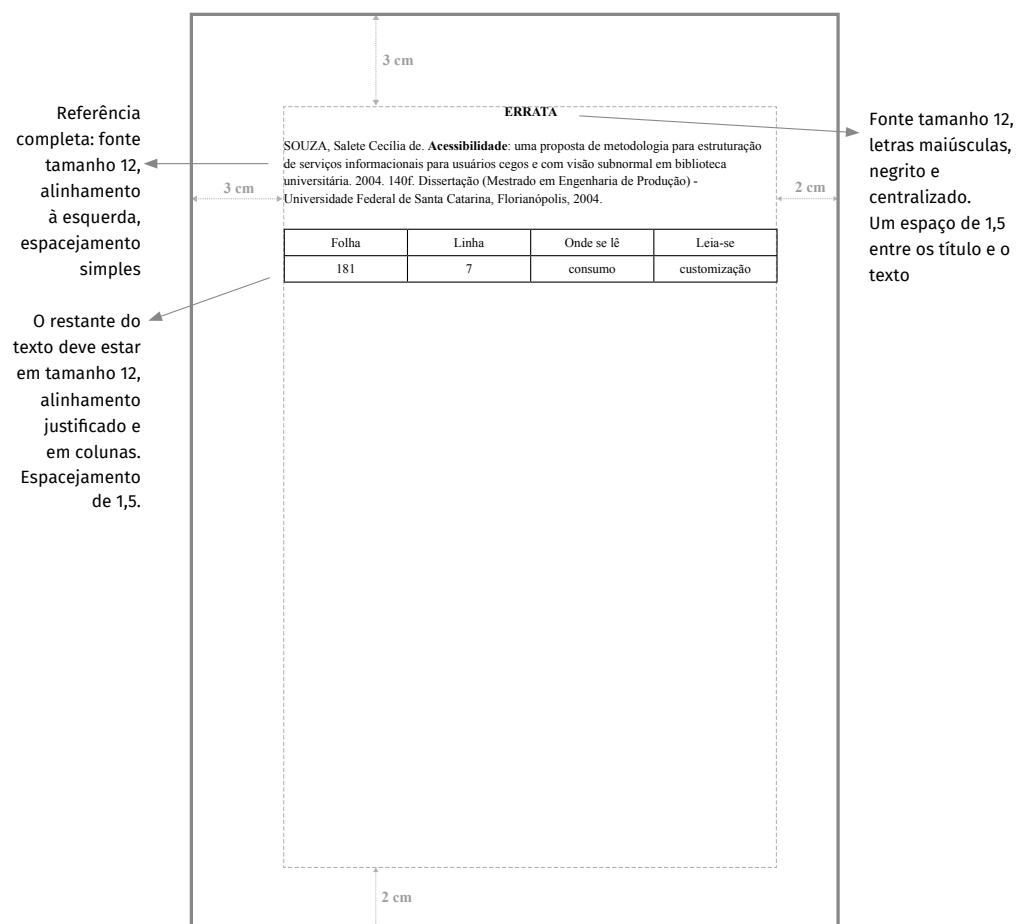 3 cm
ERRATA
Referência
completa: fonte
tamanho 12,
alinhamento
à esquerda,
espacejamento
simples
SOUZA, Salete Cecília de. Acessibilidade: uma proposta de metodologia para estruturação
de serviços informacionais para usuários cegos e com visão subnormal em biblioteca
universitária. 2004. 140f. Dissertação (Mestrado em Engenharia de Produção) -
Universidade Federal de Santa Catarina, Florianópolis, 2004.
Fonte tamanho 12,
letras maiúsculas,
negrito e
centralizado.
Um espaço de 1,5
entre os título e o
texto
3 cm
2 cm
Folha Linha Onde se lê Leia-se
181 7 consumo customização
O restante do
texto deve estar
em tamanho 12,
alinhamento
justificado e
em colunas.
Espacejamento
de 1,5.
2 cm